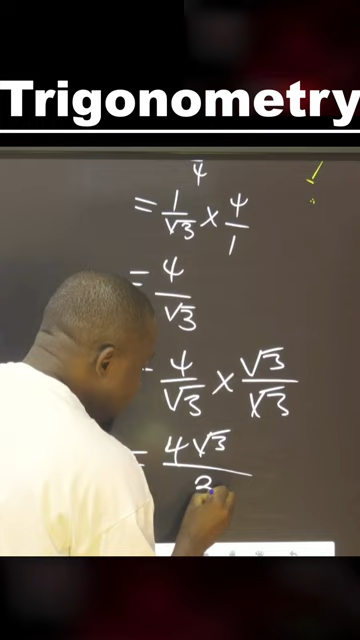 Trigonometry
4
= 1/√3 × 4/1
= 4/√3
= 4/√3 × √3/√3
= 4√3/3